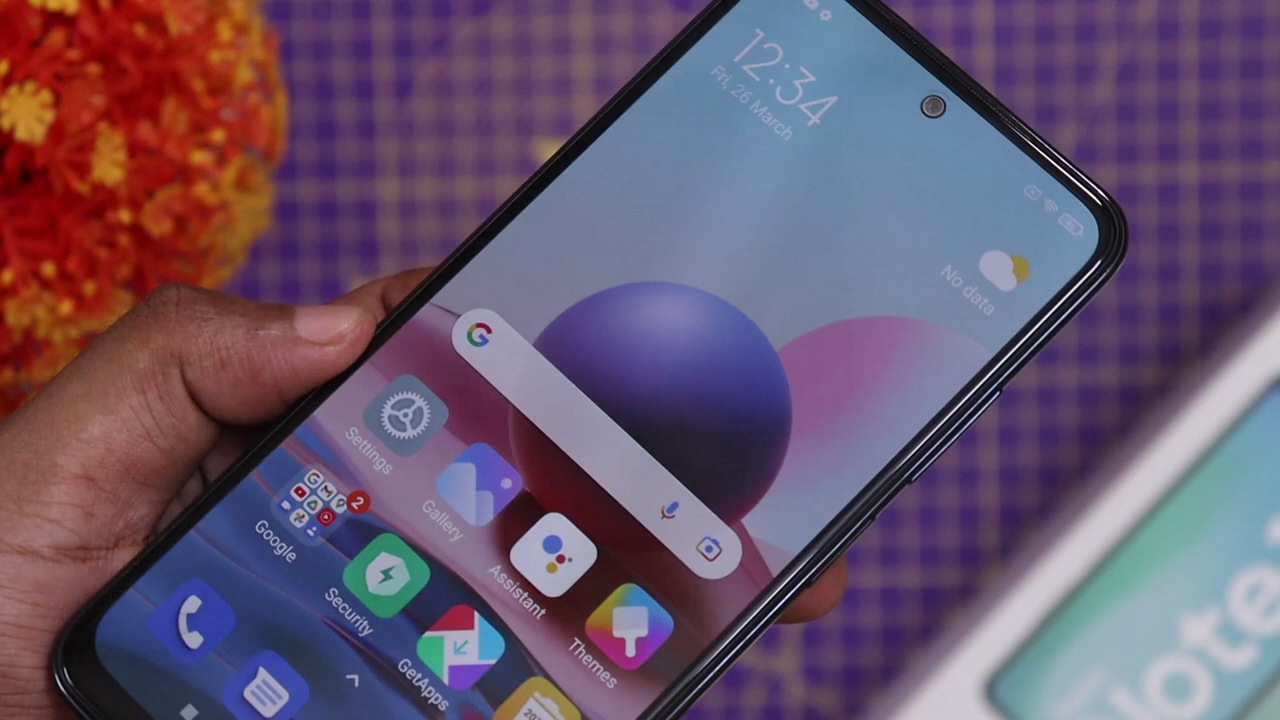 12:34
Fri, 26 March
No data
G
Settings
Gallery
Assistant
Themes
Google
2
Security
GetApps